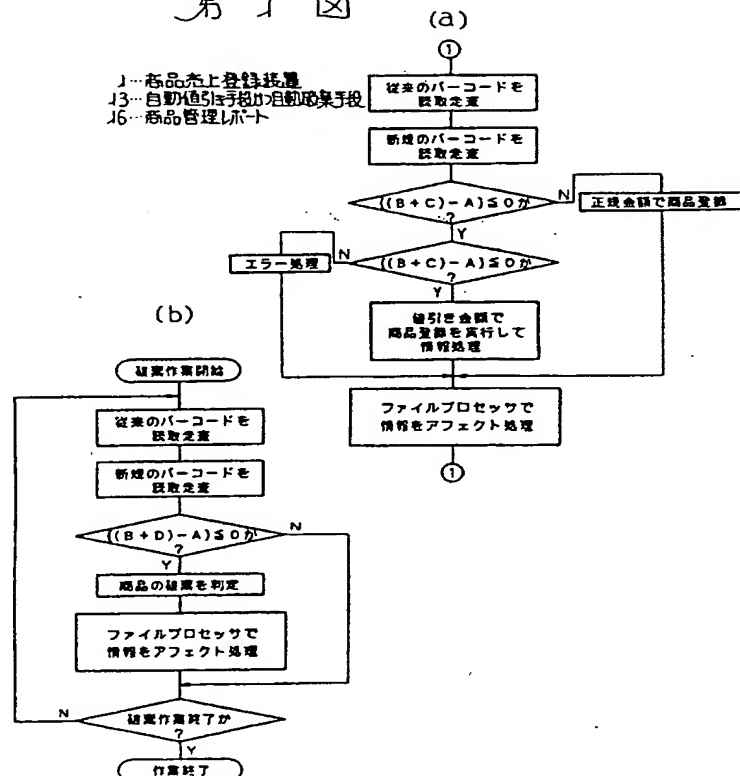 第1図
1…商品売上登録装置
13…自動値引き手段かつ自動破棄手段
16…商品管理レポート
(a)
①
従来のバーコードを
読取走査
新規のバーコードを
読取走査
{(B+C)-A}≦0か
?
N
正規金額で商品登録
Y
{(B+C)-A}≦0か
?
N
エラー処理
Y
値引き金額で
商品登録を実行して
情報処理
ファイルプロセッサで
情報をアフェクト処理
①
(b)
破棄作業開始
従来のバーコードを
読取走査
新規のバーコードを
読取走査
{(B+D)-A}≦0か
?
N
Y
商品の破棄を判定
ファイルプロセッサで
情報をアフェクト処理
N
破棄作業終了か
?
Y
作業終了